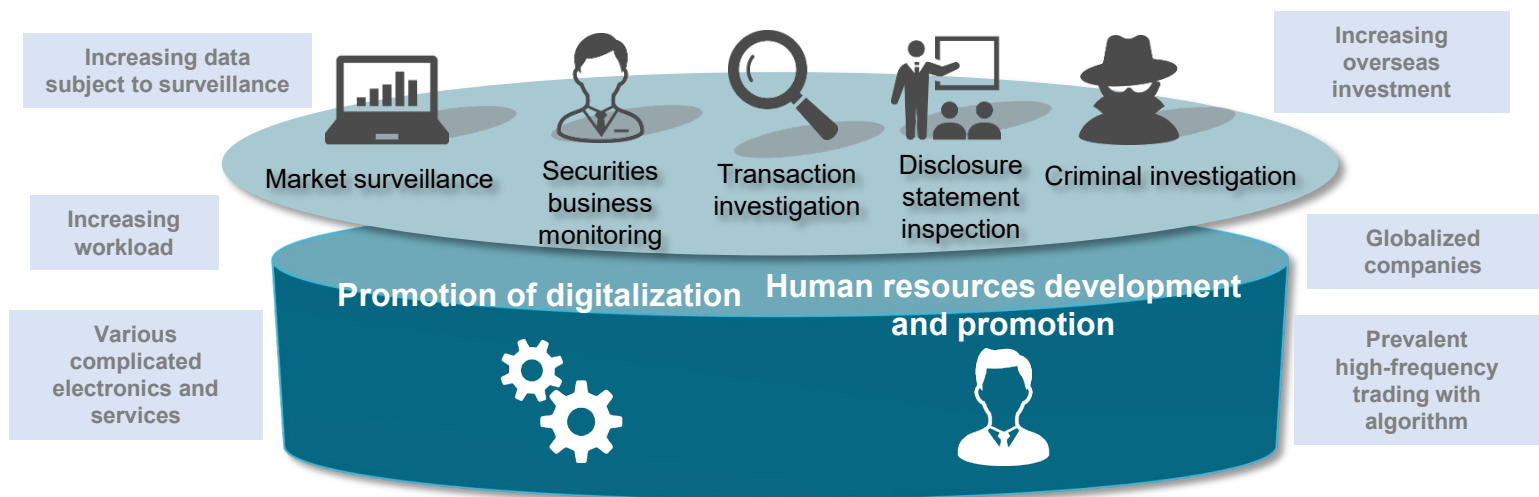 Increasing data
subject to surveillance
Increasing
overseas
investment
Market surveillance
Securities
business
monitoring
Transaction
investigation
Disclosure
statement
inspection
Criminal investigation
Increasing
workload
Globalized
companies
Promotion of digitalization
Human resources development
and promotion
Various
complicated
electronics and
services
Prevalent
high-frequency
trading with
algorithm